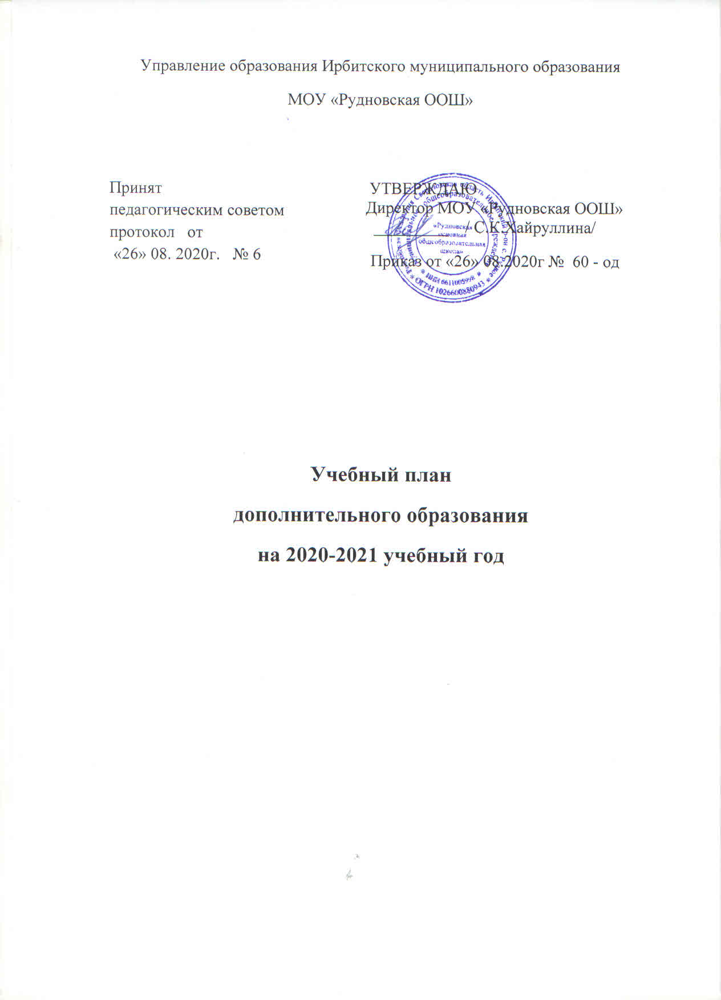 Управление образования Ирбитского муниципального образования
МОУ «Рудновская ООШ»
Принят
педагогическим советом
протокол от
«26» 08. 2020г. № 6
УТВЕРЖДАЮ
Директор МОУ «Рудновская ООШ»
/ С.К.Хайруллина/
Приказ от «26» 08.2020г № 60 - од
«Рудновская
основная
общеобразовательная
школа»
ИНН 6611005998
ОГРН 1026600880943
Учебный план
дополнительного образования
на 2020-2021 учебный год